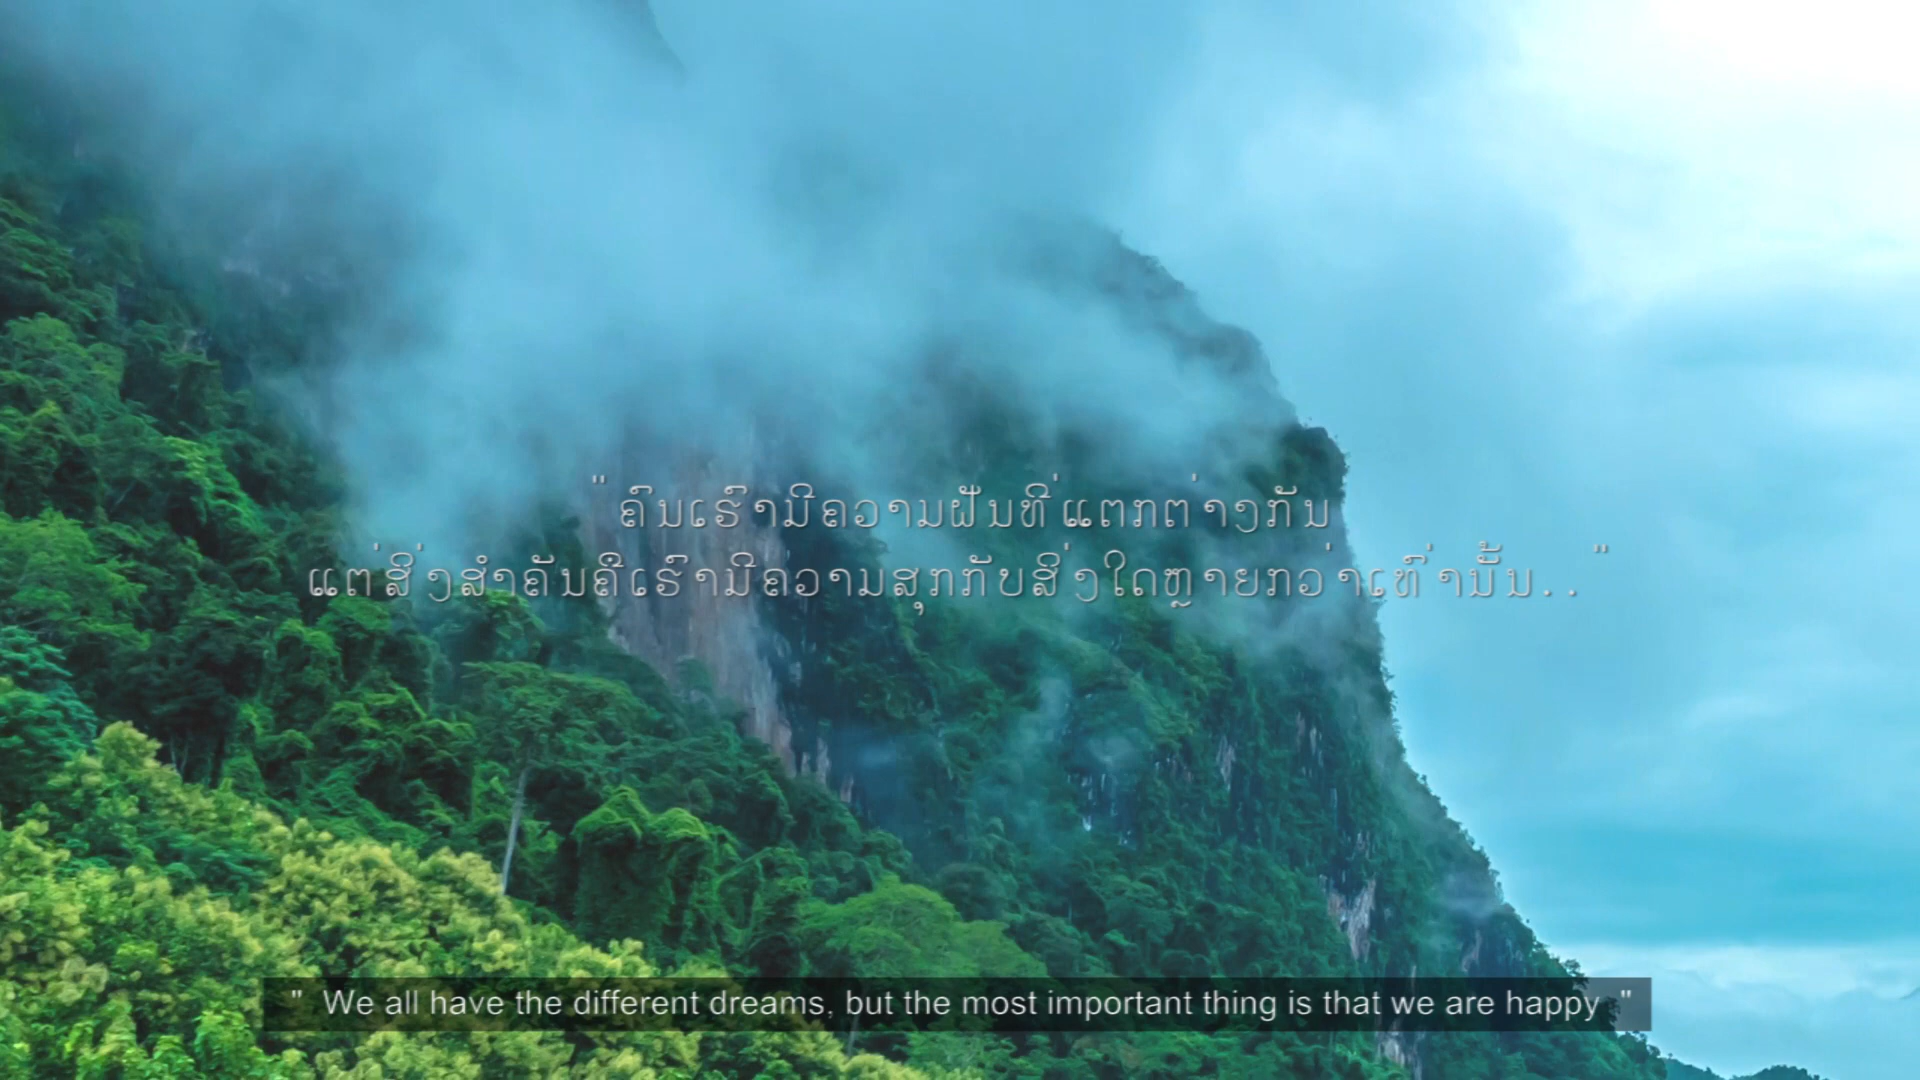 "ຄົນເຮົາມີຄວາມຝັນທີ່ແຕກຕ່າງກັນ
ແຕ່ສິ່ງສຳຄັນຄືເຮົາມີຄວາມສຸກກັບສິ່ງໃດຫຼາຍກວ່າເທົ່ານັ້ນ.."
" We all have the different dreams, but the most important thing is that we are happy "